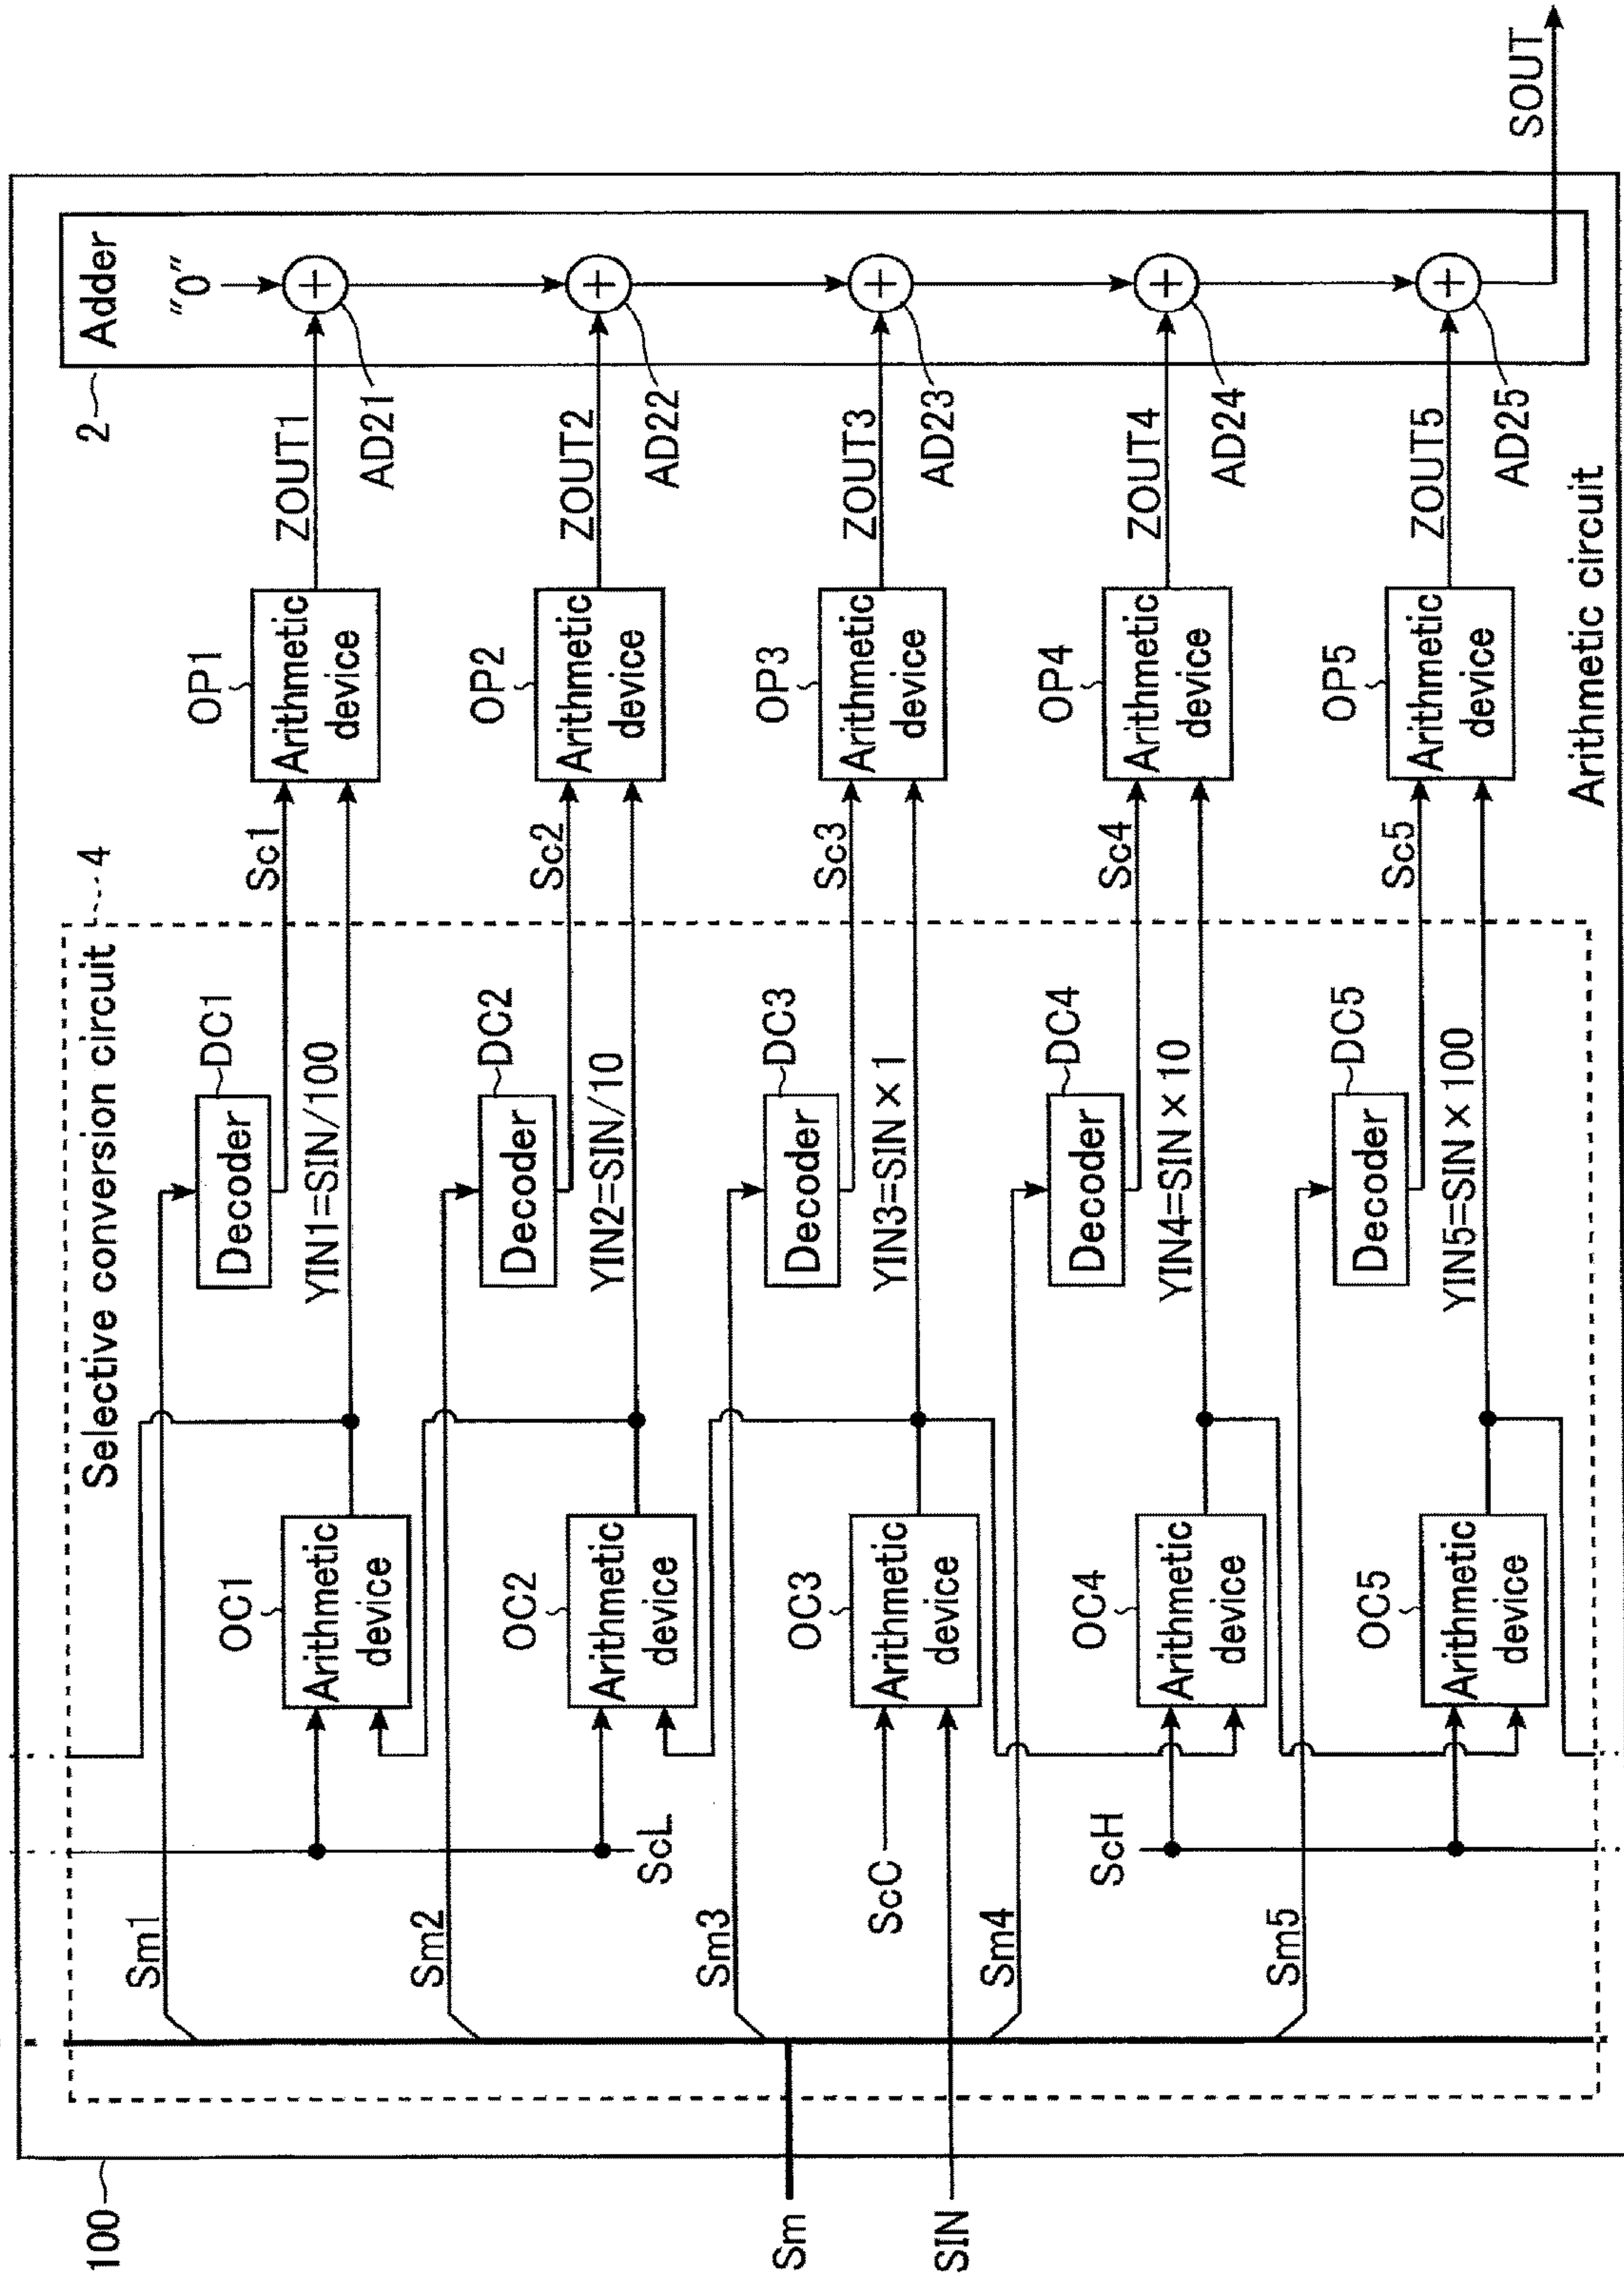 100
Selective conversion circuit
4
2
Adder
"0"
Sm1
OC1
Arithmetic
device
Decoder
DC1
YIN1=SIN/100
Sc1
OP1
Arithmetic
device
ZOUT1
AD21
Sm2
OC2
Arithmetic
device
Decoder
DC2
YIN2=SIN/10
Sc2
OP2
Arithmetic
device
ZOUT2
AD22
ScL
Sm3
OC3
Arithmetic
device
Decoder
DC3
YIN3=SIN × 1
Sc3
OP3
Arithmetic
device
ZOUT3
AD23
Sm
ScC
SIN
Sm4
OC4
Arithmetic
device
Decoder
DC4
YIN4=SIN × 10
Sc4
OP4
Arithmetic
device
ZOUT4
AD24
ScH
Sm5
OC5
Arithmetic
device
Decoder
DC5
YIN5=SIN × 100
Sc5
OP5
Arithmetic
device
ZOUT5
AD25
SOUT
Arithmetic circuit